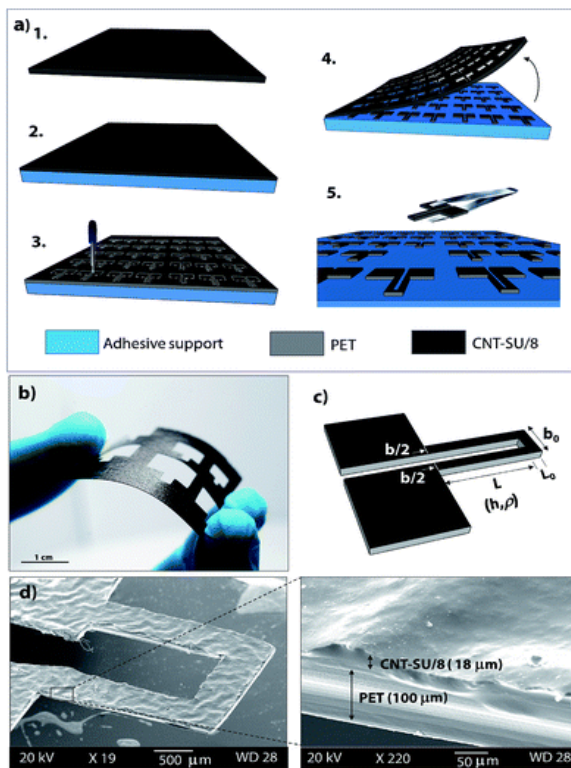 a)
1.
4.
2.
3.
5.
Adhesive support
PET
CNT-SU/8
b)
1 cm
c)
b/2
b/2
b₀
L₀
L
(h,ρ)
d)
CNT-SU/8 (18 μm)
PET (100 μm)
20 kV X 19 500 μm WD 28
20 kV X 220 50 μm WD 28